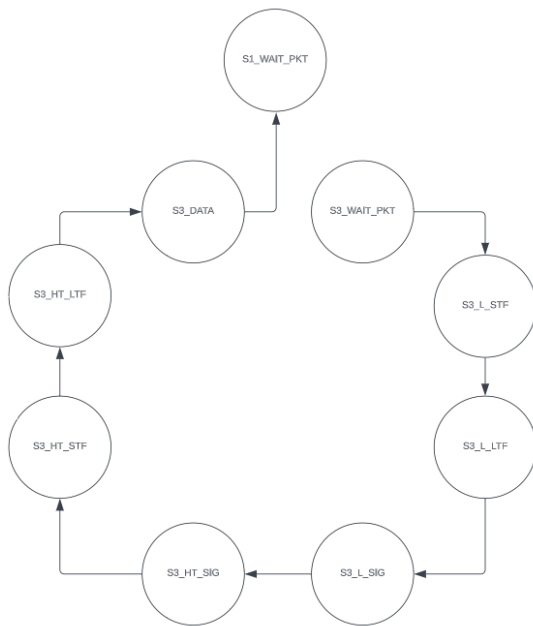 S1_WAIT_PKT
S3_DATA
S3_WAIT_PKT
S3_HT_LTF
S3_L_STF
S3_HT_STF
S3_L_LTF
S3_HT_SIG
S3_L_SIG